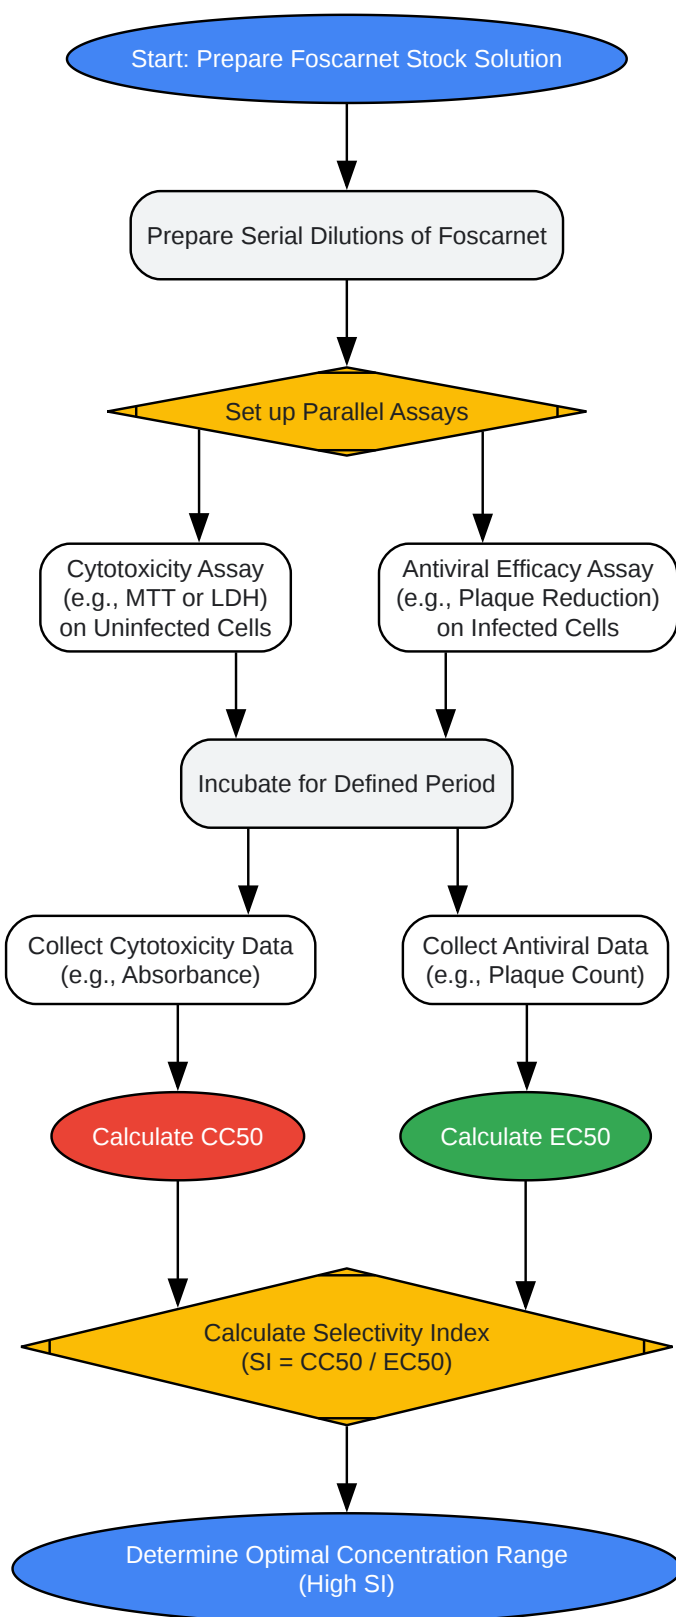 Start: Prepare Foscarnet Stock Solution
Prepare Serial Dilutions of Foscarnet
Set up Parallel Assays
Cytotoxicity Assay
(e.g., MTT or LDH)
on Uninfected Cells
Antiviral Efficacy Assay
(e.g., Plaque Reduction)
on Infected Cells
Incubate for Defined Period
Collect Cytotoxicity Data
(e.g., Absorbance)
Collect Antiviral Data
(e.g., Plaque Count)
Calculate CC50
Calculate EC50
Calculate Selectivity Index
(SI = CC50 / EC50)
Determine Optimal Concentration Range
(High SI)